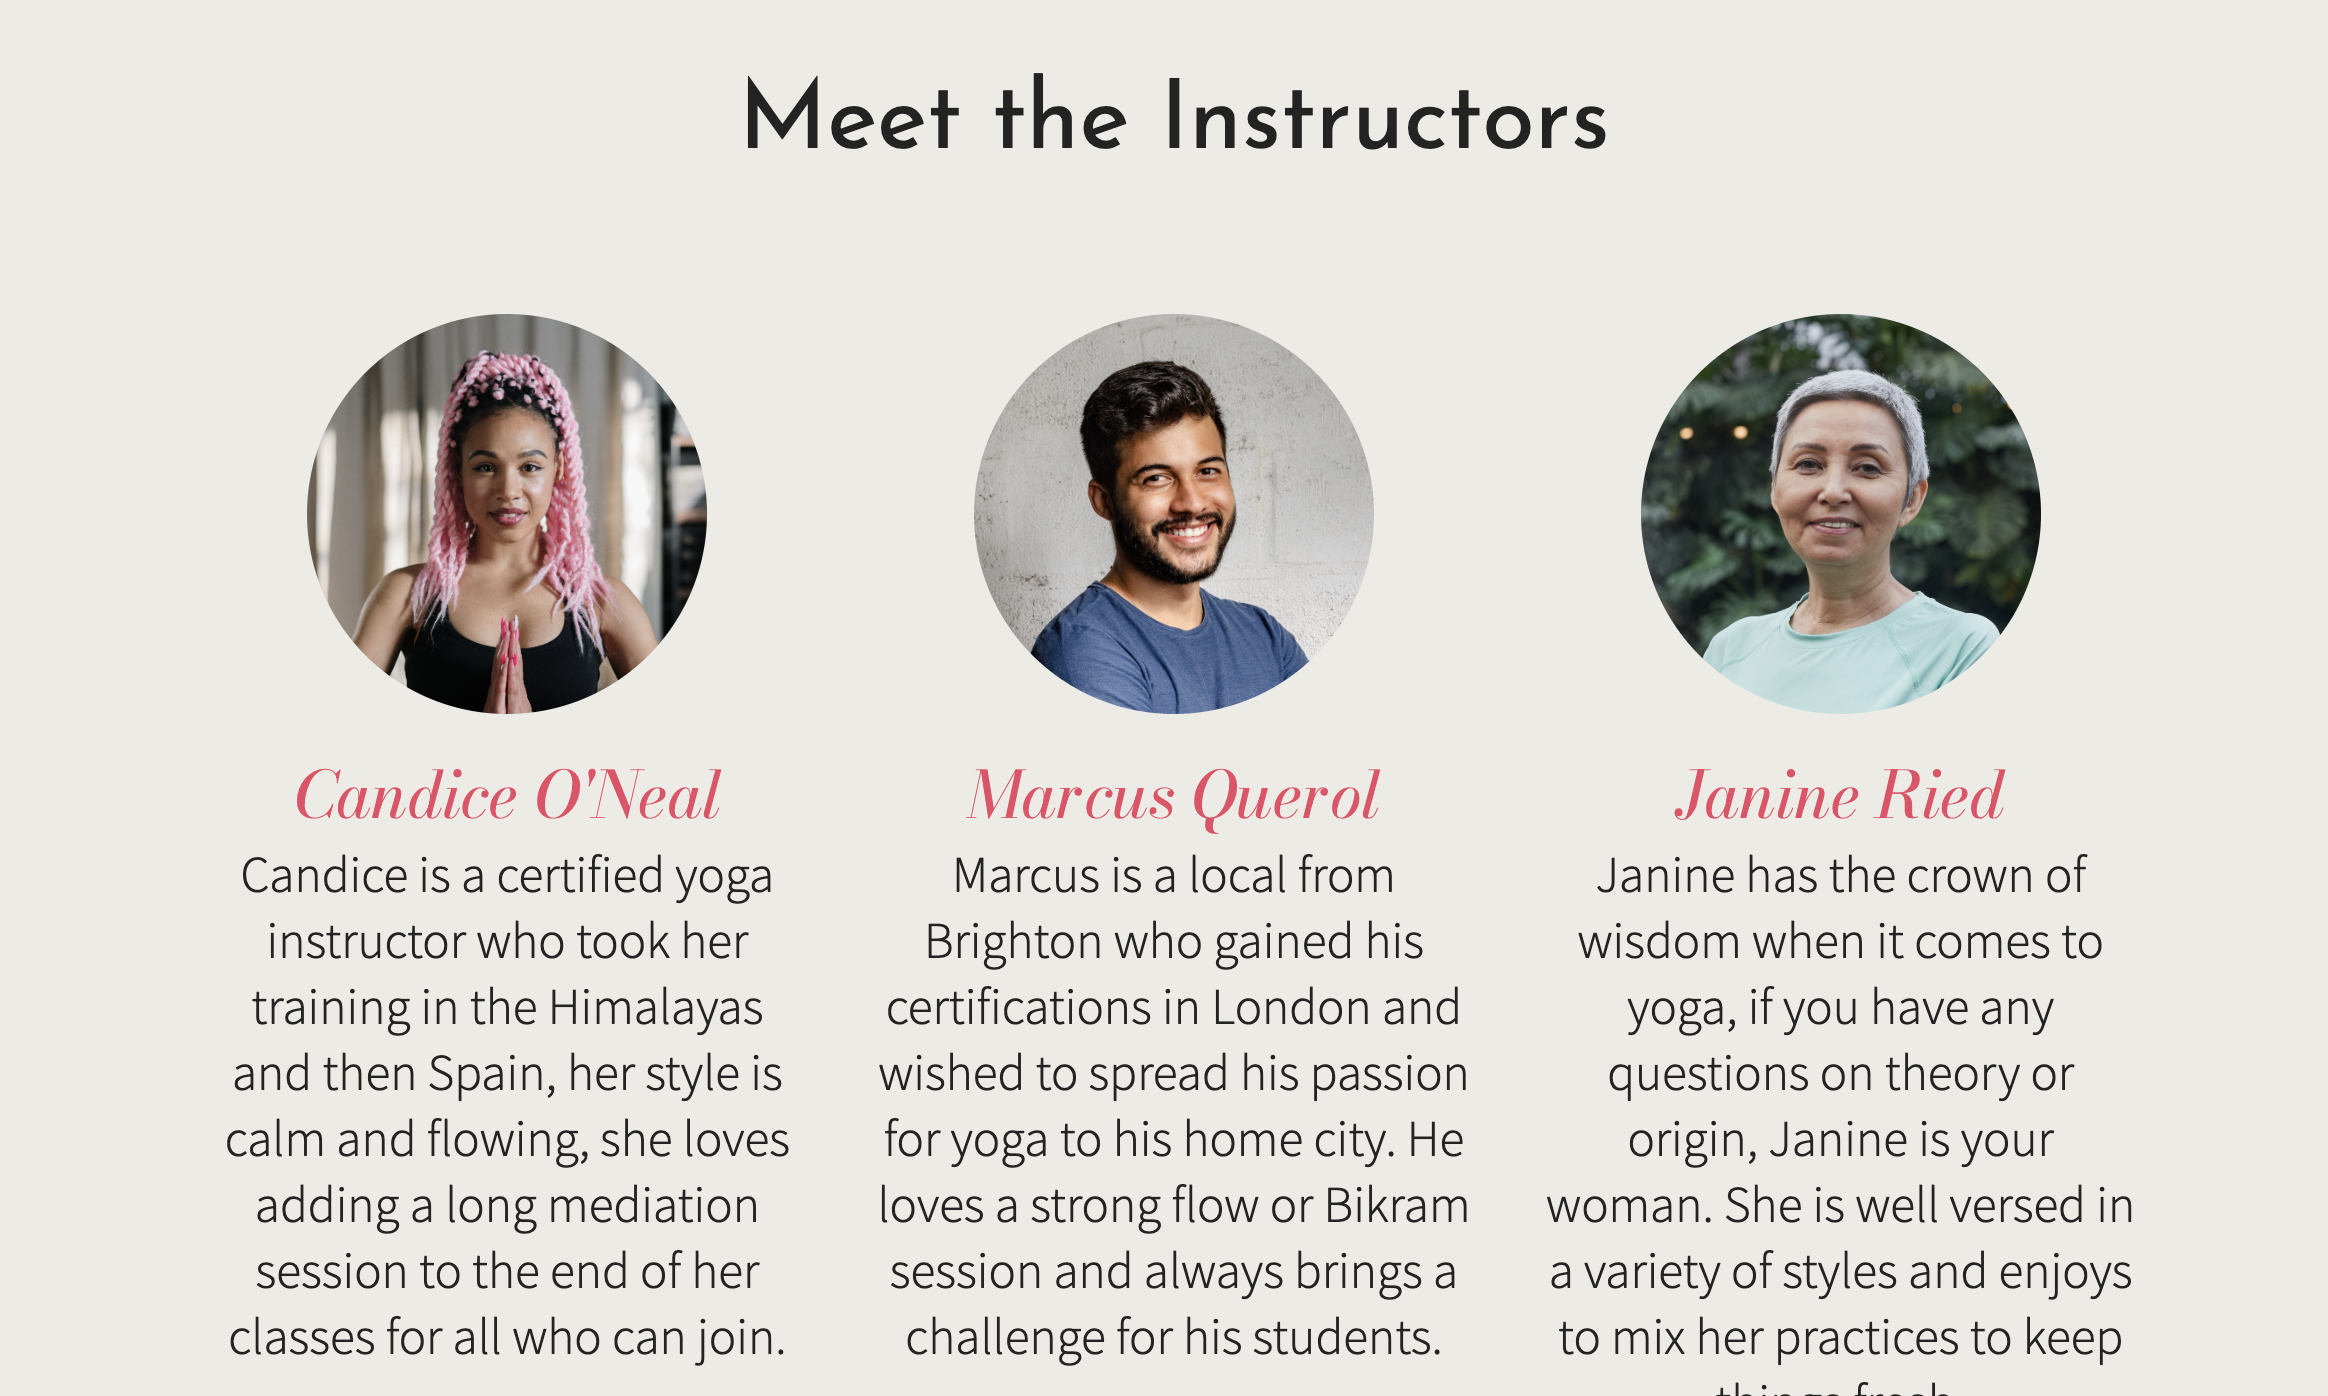 Meet the Instructors
Candice O'Neal
Candice is a certified yoga
instructor who took her
training in the Himalayas
and then Spain, her style is
calm and flowing, she loves
adding a long mediation
session to the end of her
classes for all who can join.
Marcus Querol
Marcus is a local from
Brighton who gained his
certifications in London and
wished to spread his passion
for yoga to his home city. He
loves a strong flow or Bikram
session and always brings a
challenge for his students.
Janine Ried
Janine has the crown of
wisdom when it comes to
yoga, if you have any
questions on theory or
origin, Janine is your
woman. She is well versed in
a variety of styles and enjoys
to mix her practices to keep
things fresh